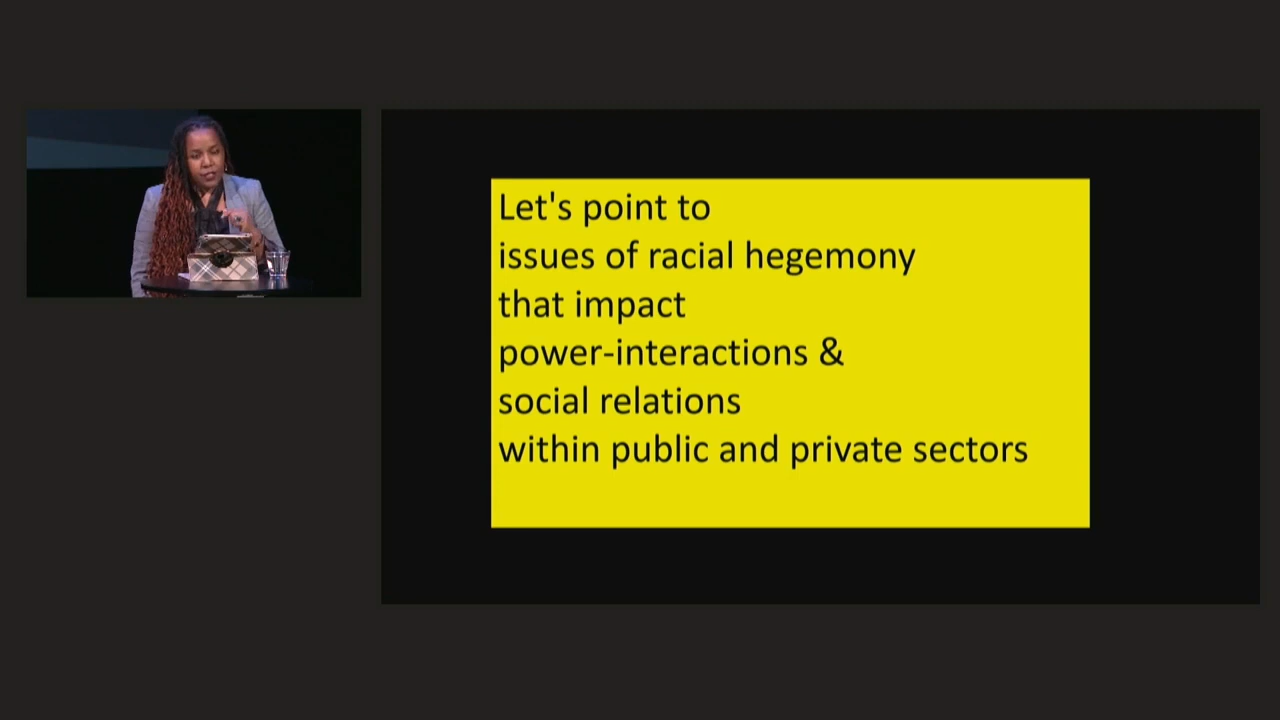 Let's point to
issues of racial hegemony
that impact
power-interactions &
social relations
within public and private sectors